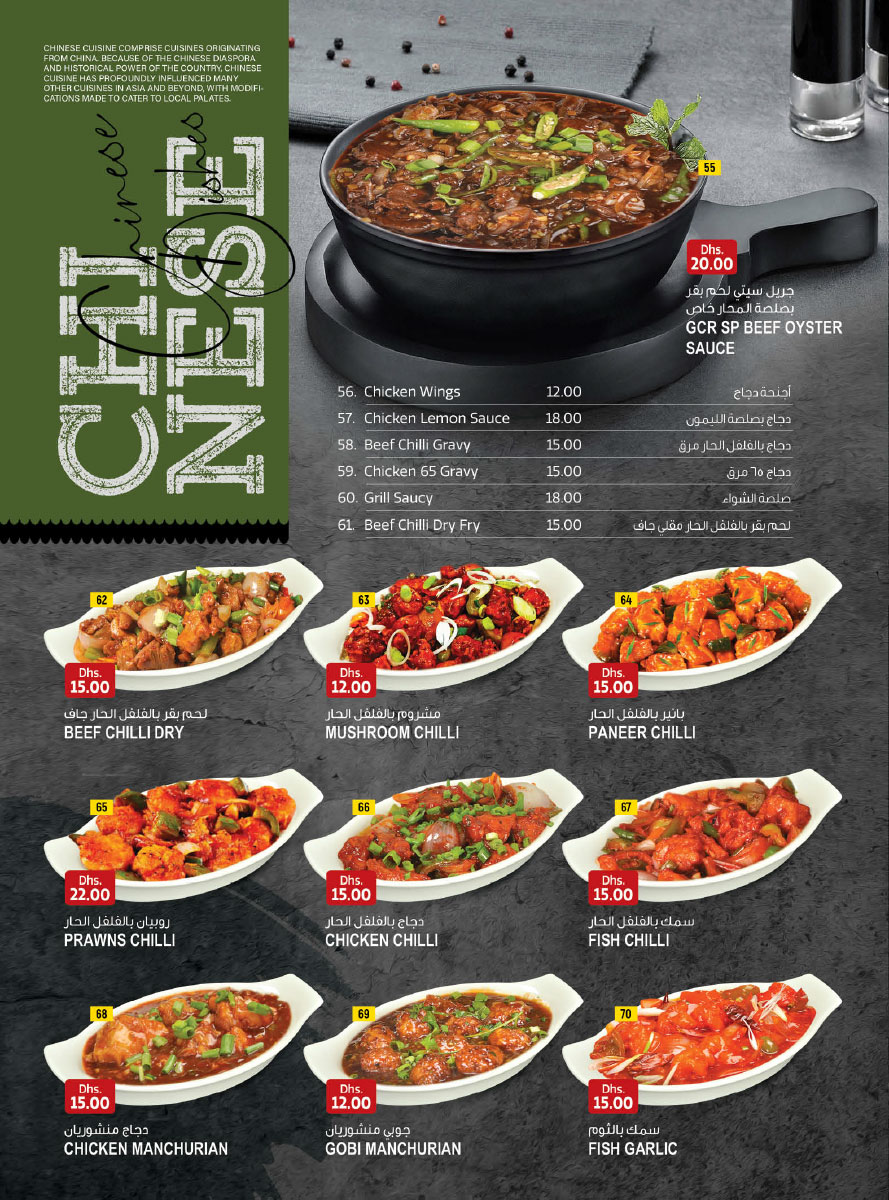 CHINESE CUISINE COMPRISE CUISINES ORIGINATING
FROM CHINA. BECAUSE OF THE CHINESE DIASPORA
AND HISTORICAL POWER OF THE COUNTRY, CHINESE
CUISINE HAS PROFOUNDLY INFLUENCED MANY
OTHER CUISINES IN ASIA AND BEYOND, WITH MODIFI-
CATIONS MADE TO CATER TO LOCAL PALATES.
CHI
NESE
Chinese
Dishes
55
Dhs.
20.00
جريل سيتي لحم بقر
بصلصة المحار خاص
GCR SP BEEF OYSTER
SAUCE
56. Chicken Wings 12.00 أجنحة دجاج
57. Chicken Lemon Sauce 18.00 دجاج بصلصة الليمون
58. Beef Chilli Gravy 15.00 دجاج بالفلفل الحار مرق
59. Chicken 65 Gravy 15.00 دجاج ٦٥ مرق
60. Grill Saucy 18.00 صلصة الشواء
61. Beef Chilli Dry Fry 15.00 لحم بقر بالفلفل الحار مقلي جاف
62
Dhs.
15.00
لحم بقر بالفلفل الحار جاف
BEEF CHILLI DRY
63
Dhs.
12.00
مشروم بالفلفل الحار
MUSHROOM CHILLI
64
Dhs.
15.00
بانير بالفلفل الحار
PANEER CHILLI
65
Dhs.
22.00
روبيان بالفلفل الحار
PRAWNS CHILLI
66
Dhs.
15.00
دجاج بالفلفل الحار
CHICKEN CHILLI
67
Dhs.
15.00
سمك بالفلفل الحار
FISH CHILLI
68
Dhs.
15.00
دجاج منشوريان
CHICKEN MANCHURIAN
69
Dhs.
12.00
جوبي منشوريان
GOBI MANCHURIAN
70
Dhs.
15.00
سمك بالثوم
FISH GARLIC